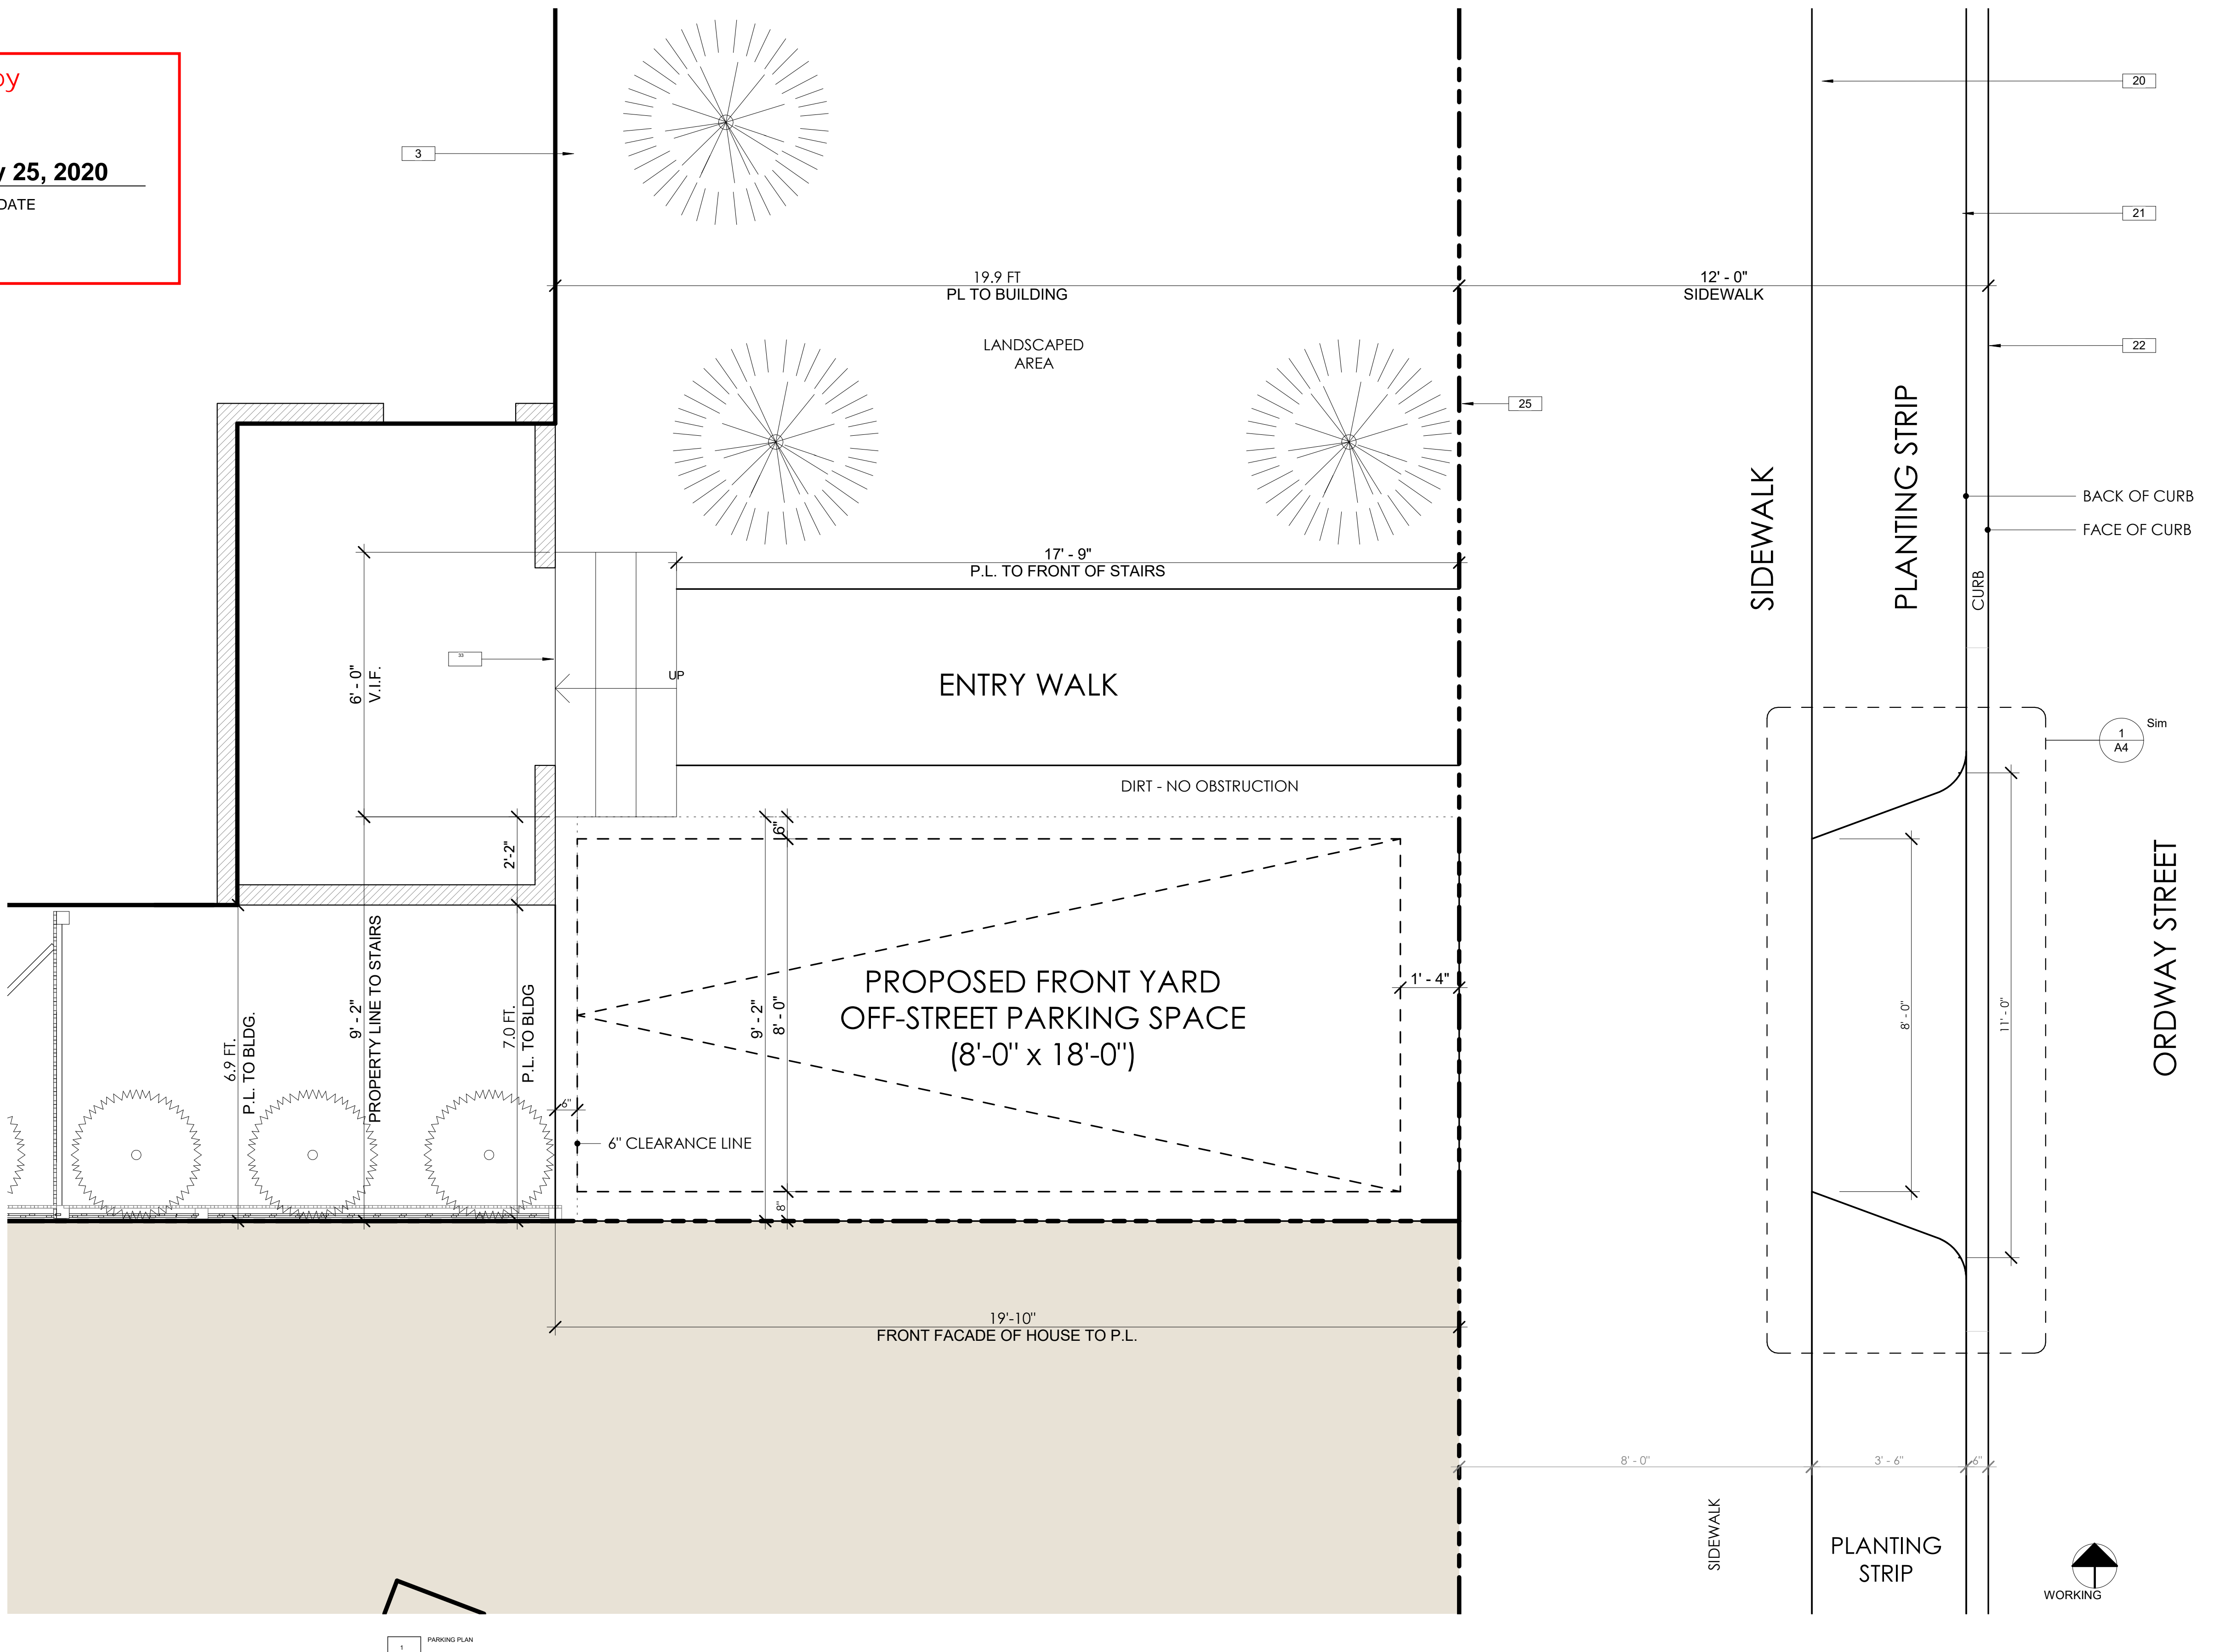 by
25, 2020
DATE
3
20
21
22
19.9 FT
PL TO BUILDING
12' - 0"
SIDEWALK
LANDSCAPED
AREA
25
SIDEWALK
PLANTING STRIP
BACK OF CURB
FACE OF CURB
CURB
17' - 9"
P.L. TO FRONT OF STAIRS
6' - 0"
V.I.F.
33
UP
ENTRY WALK
1
A4
Sim
DIRT - NO OBSTRUCTION
6"
2'-2"
PROPOSED FRONT YARD
OFF-STREET PARKING SPACE
(8'-0" x 18'-0")
1' - 4"
9' - 2"
8' - 0"
8' - 0"
11' - 0"
ORDWAY STREET
6.9 FT.
P.L. TO BLDG.
9' - 2"
PROPERTY LINE TO STAIRS
7.0 FT.
P.L. TO BLDG
6"
6" CLEARANCE LINE
8"
19'-10"
FRONT FACADE OF HOUSE TO P.L.
8' - 0"
3' - 6"
6"
SIDEWALK
PLANTING
STRIP
WORKING
1
PARKING PLAN